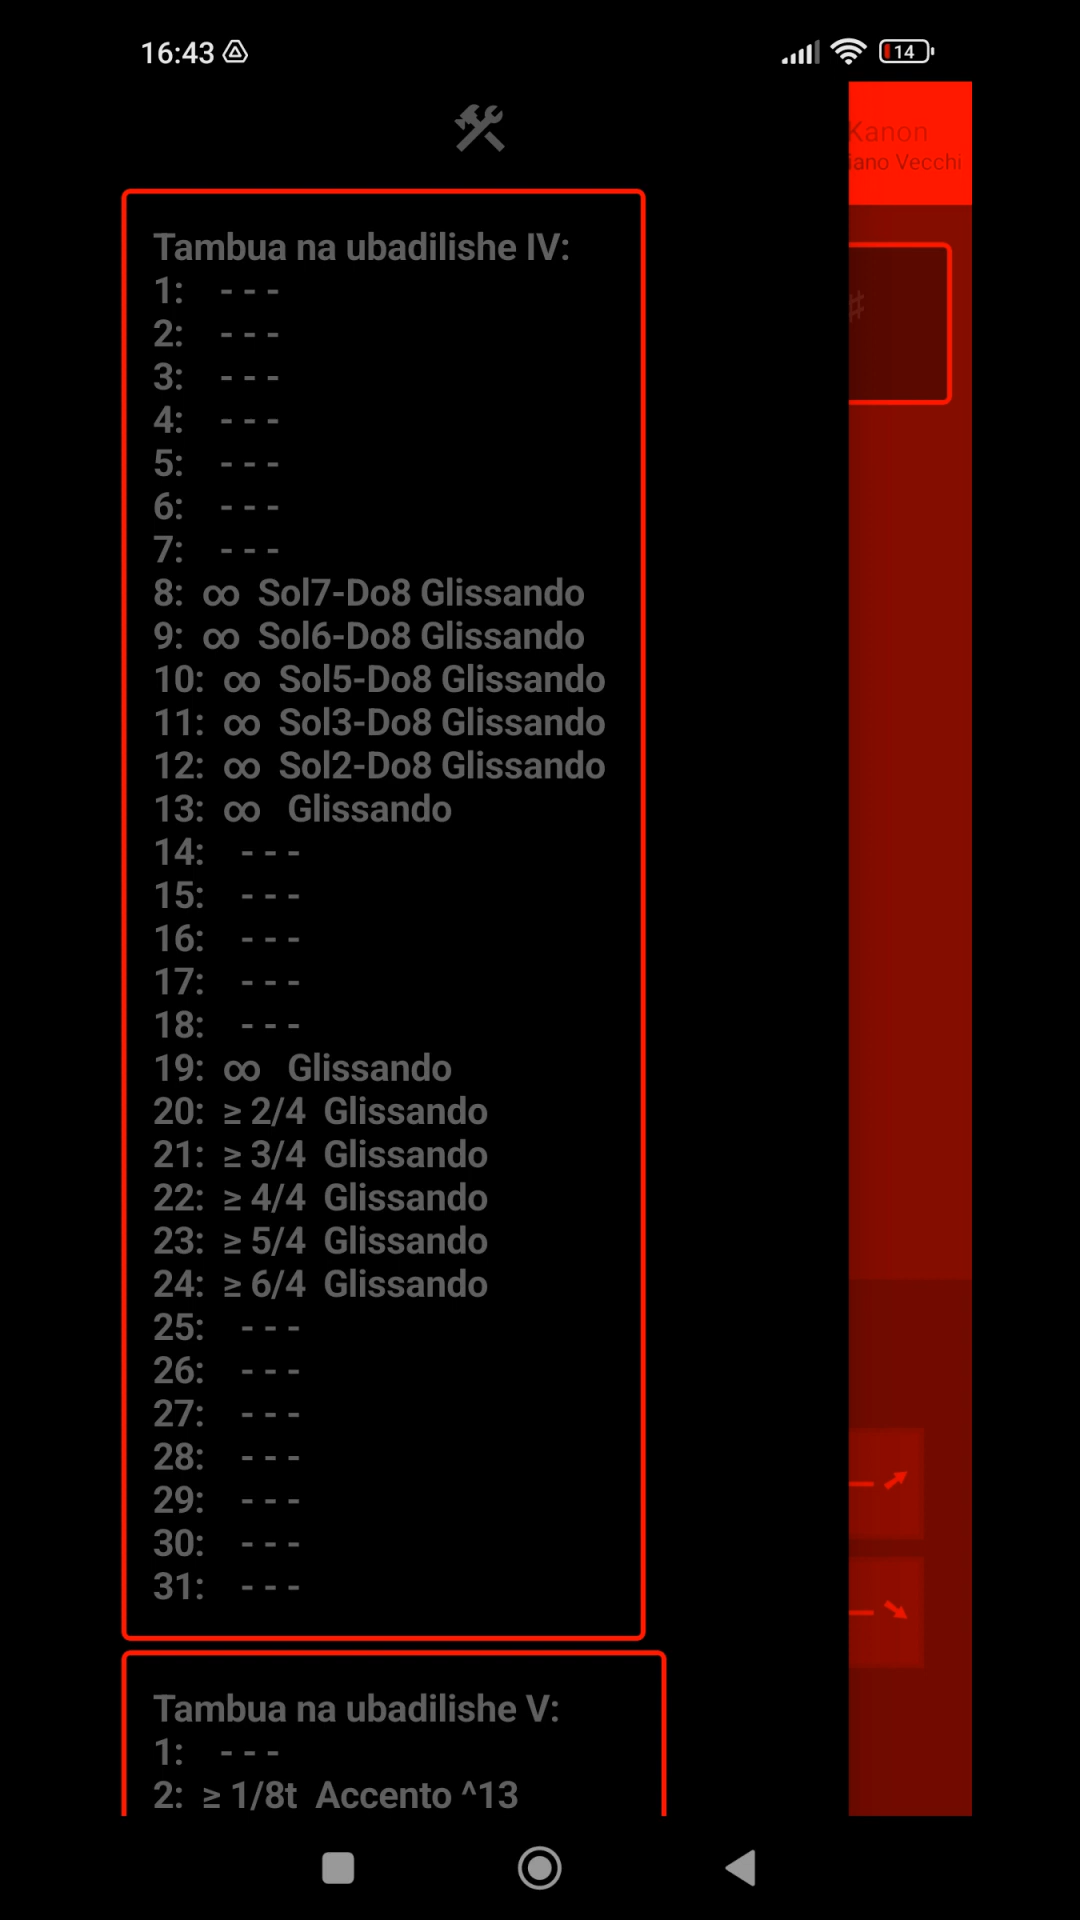 16:43
14
Kanon
iano Vecchi
#
Tambua na ubadilishe IV:
1: - - -
2: - - -
3: - - -
4: - - -
5: - - -
6: - - -
7: - - -
8: ∞ Sol7-Do8 Glissando
9: ∞ Sol6-Do8 Glissando
10: ∞ Sol5-Do8 Glissando
11: ∞ Sol3-Do8 Glissando
12: ∞ Sol2-Do8 Glissando
13: ∞ Glissando
14: - - -
15: - - -
16: - - -
17: - - -
18: - - -
19: ∞ Glissando
20: ≥ 2/4 Glissando
21: ≥ 3/4 Glissando
22: ≥ 4/4 Glissando
23: ≥ 5/4 Glissando
24: ≥ 6/4 Glissando
25: - - -
26: - - -
27: - - -
28: - - -
29: - - -
30: - - -
31: - - -
Tambua na ubadilishe V:
1: - - -
2: ≥ 1/8t Accento ^13